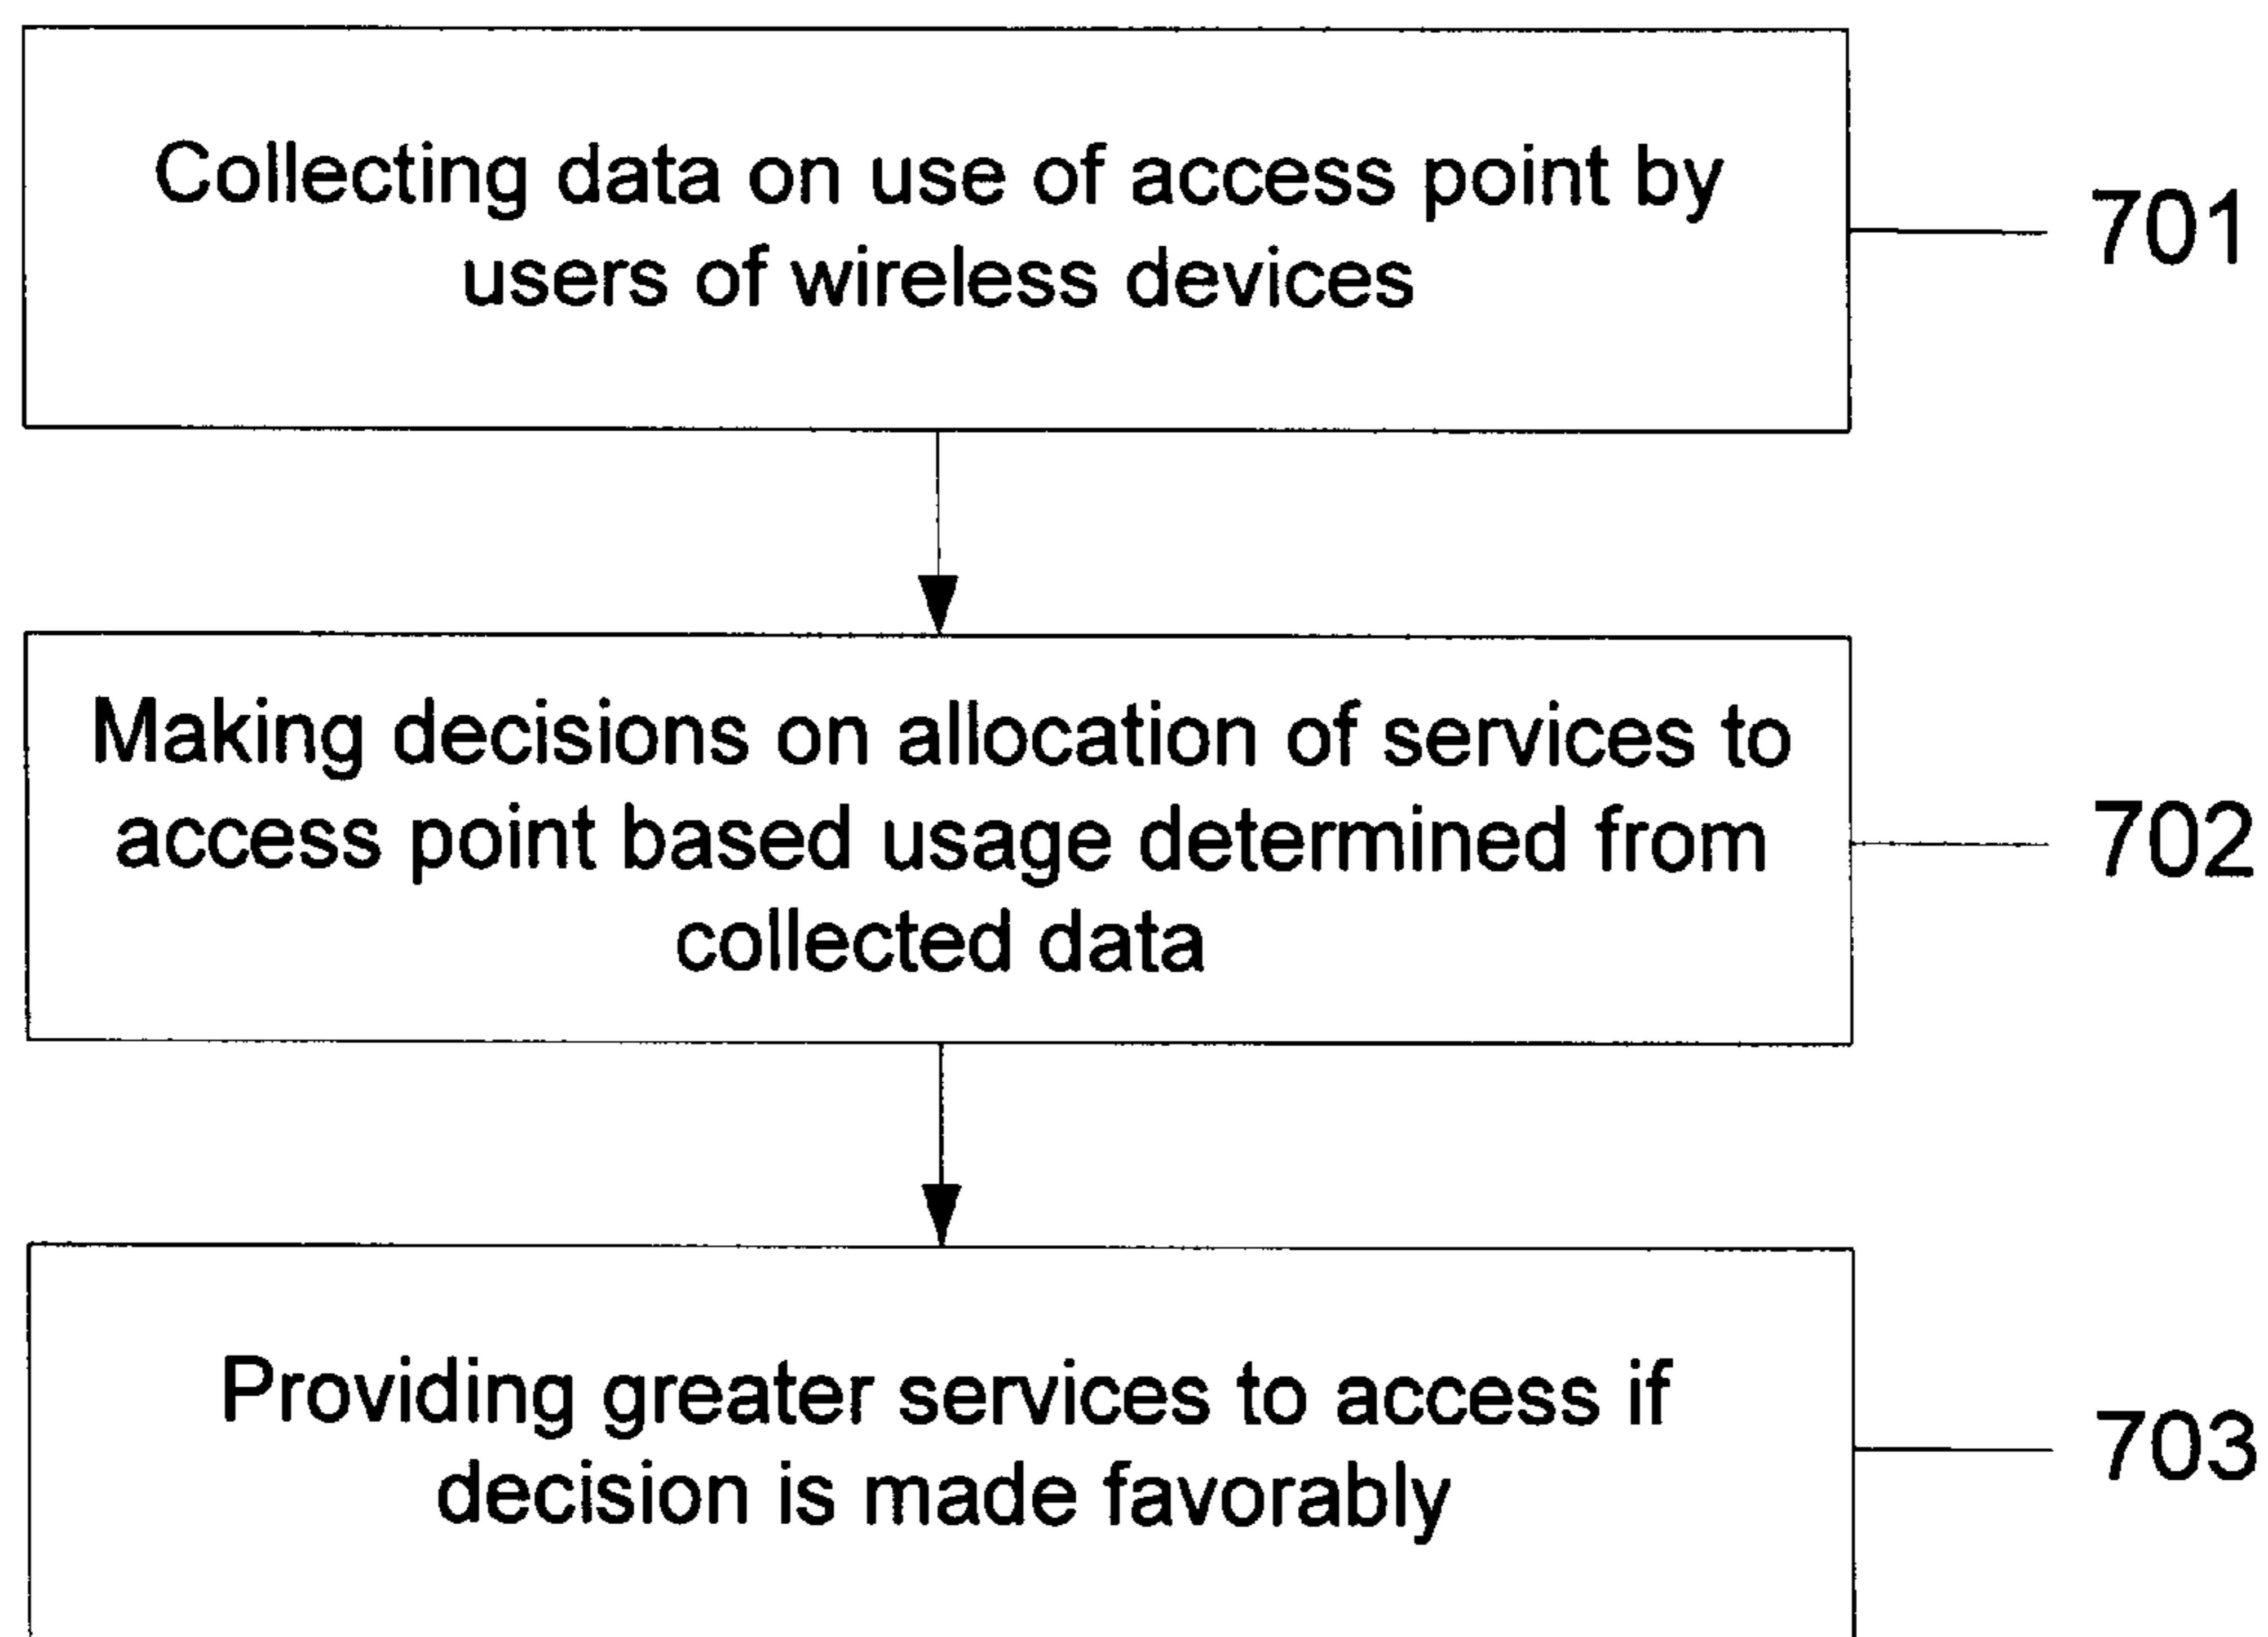 Collecting data on use of access point by
users of wireless devices
701
Making decisions on allocation of services to
access point based usage determined from
collected data
702
Providing greater services to access if
decision is made favorably
703